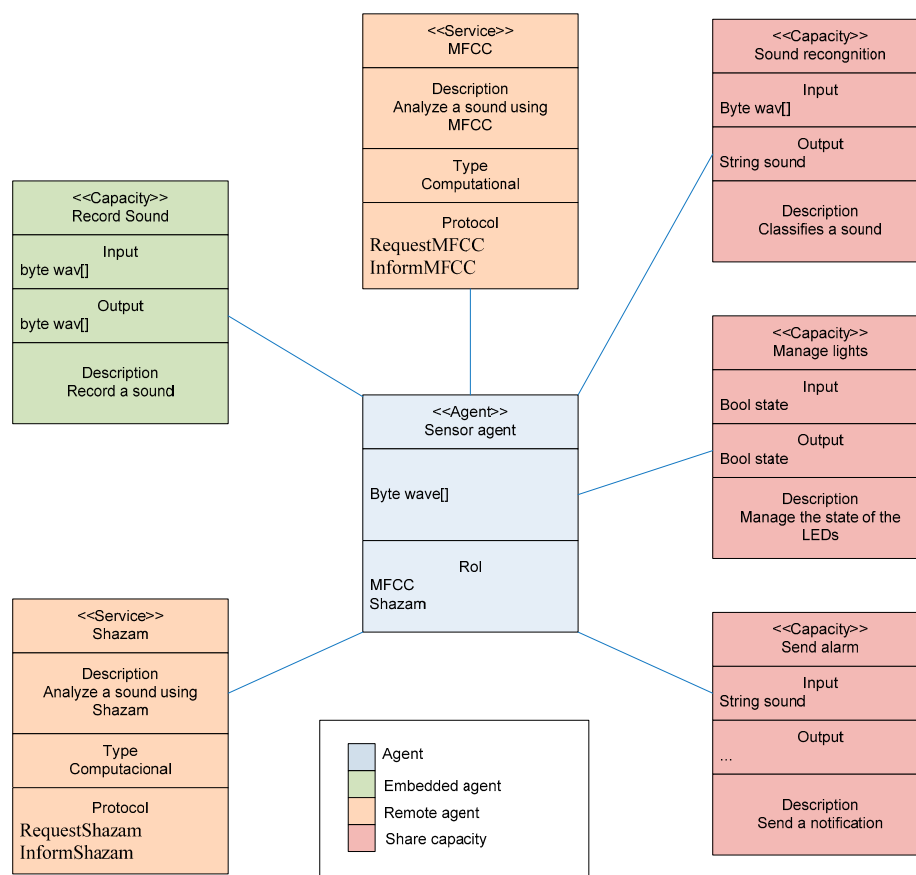 <<Service>>
MFCC
Description
Analyze a sound using
MFCC
Type
Computational
Protocol
RequestMFCC
InformMFCC
<<Capacity>>
Sound recongnition
Input
Byte wav[]
Output
String sound
Description
Classifies a sound
<<Capacity>>
Record Sound
Input
byte wav[]
Output
byte wav[]
Description
Record a sound
<<Agent>>
Sensor agent
Byte wave[]
Rol
MFCC
Shazam
<<Capacity>>
Manage lights
Input
Bool state
Output
Bool state
Description
Manage the state of the
LEDs
<<Service>>
Shazam
Description
Analyze a sound using
Shazam
Type
Computacional
Protocol
RequestShazam
InformShazam
<<Capacity>>
Send alarm
Input
String sound
Output
...
Description
Send a notification
Agent
Embedded agent
Remote agent
Share capacity